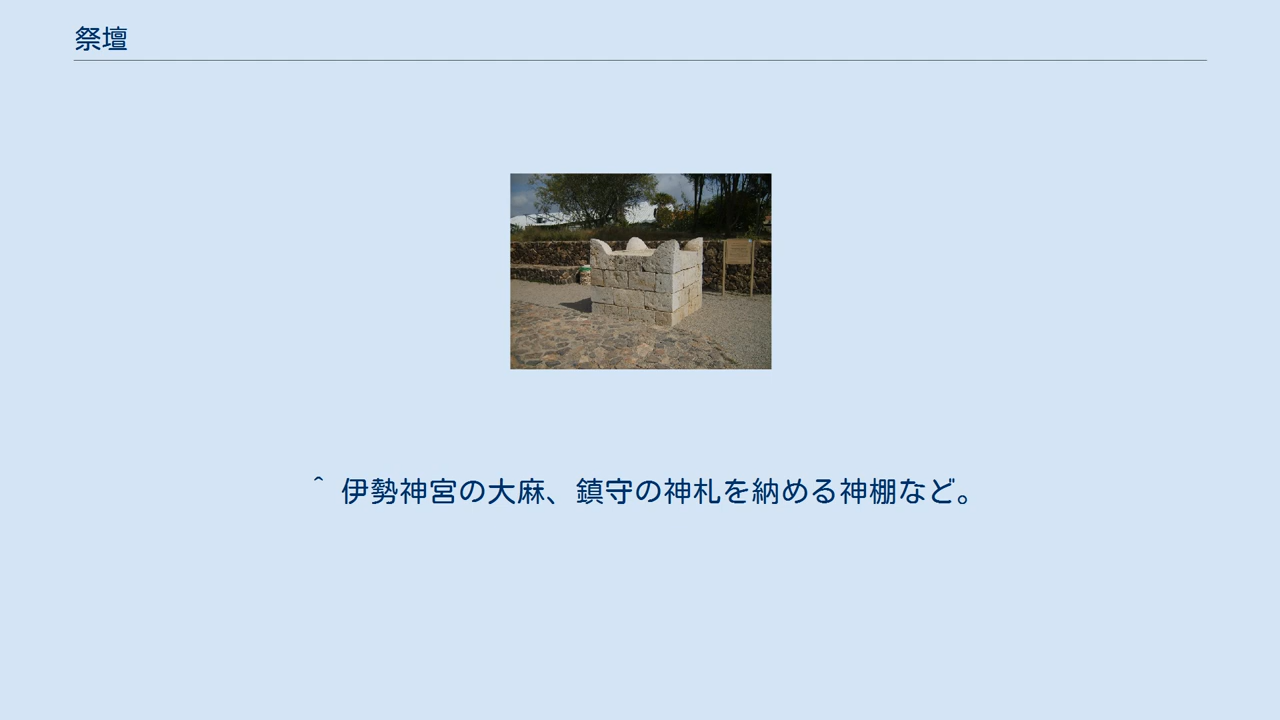 祭壇
^ 伊勢神宮の大麻、鎮守の神札を納める神棚など。